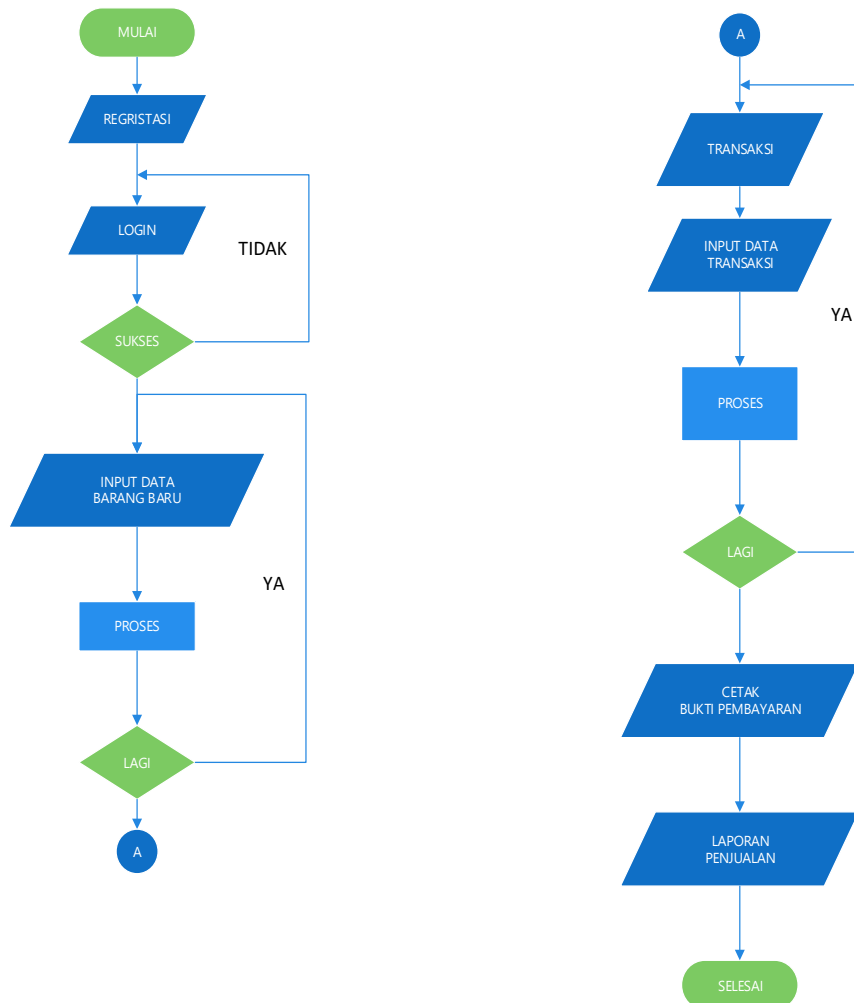 MULAI
REGRISTASI
LOGIN
TIDAK
SUKSES
INPUT DATA
BARANG BARU
YA
PROSES
LAGI
A
A
TRANSAKSI
INPUT DATA
TRANSAKSI
YA
PROSES
LAGI
CETAK
BUKTI PEMBAYARAN
LAPORAN
PENJUALAN
SELESAI